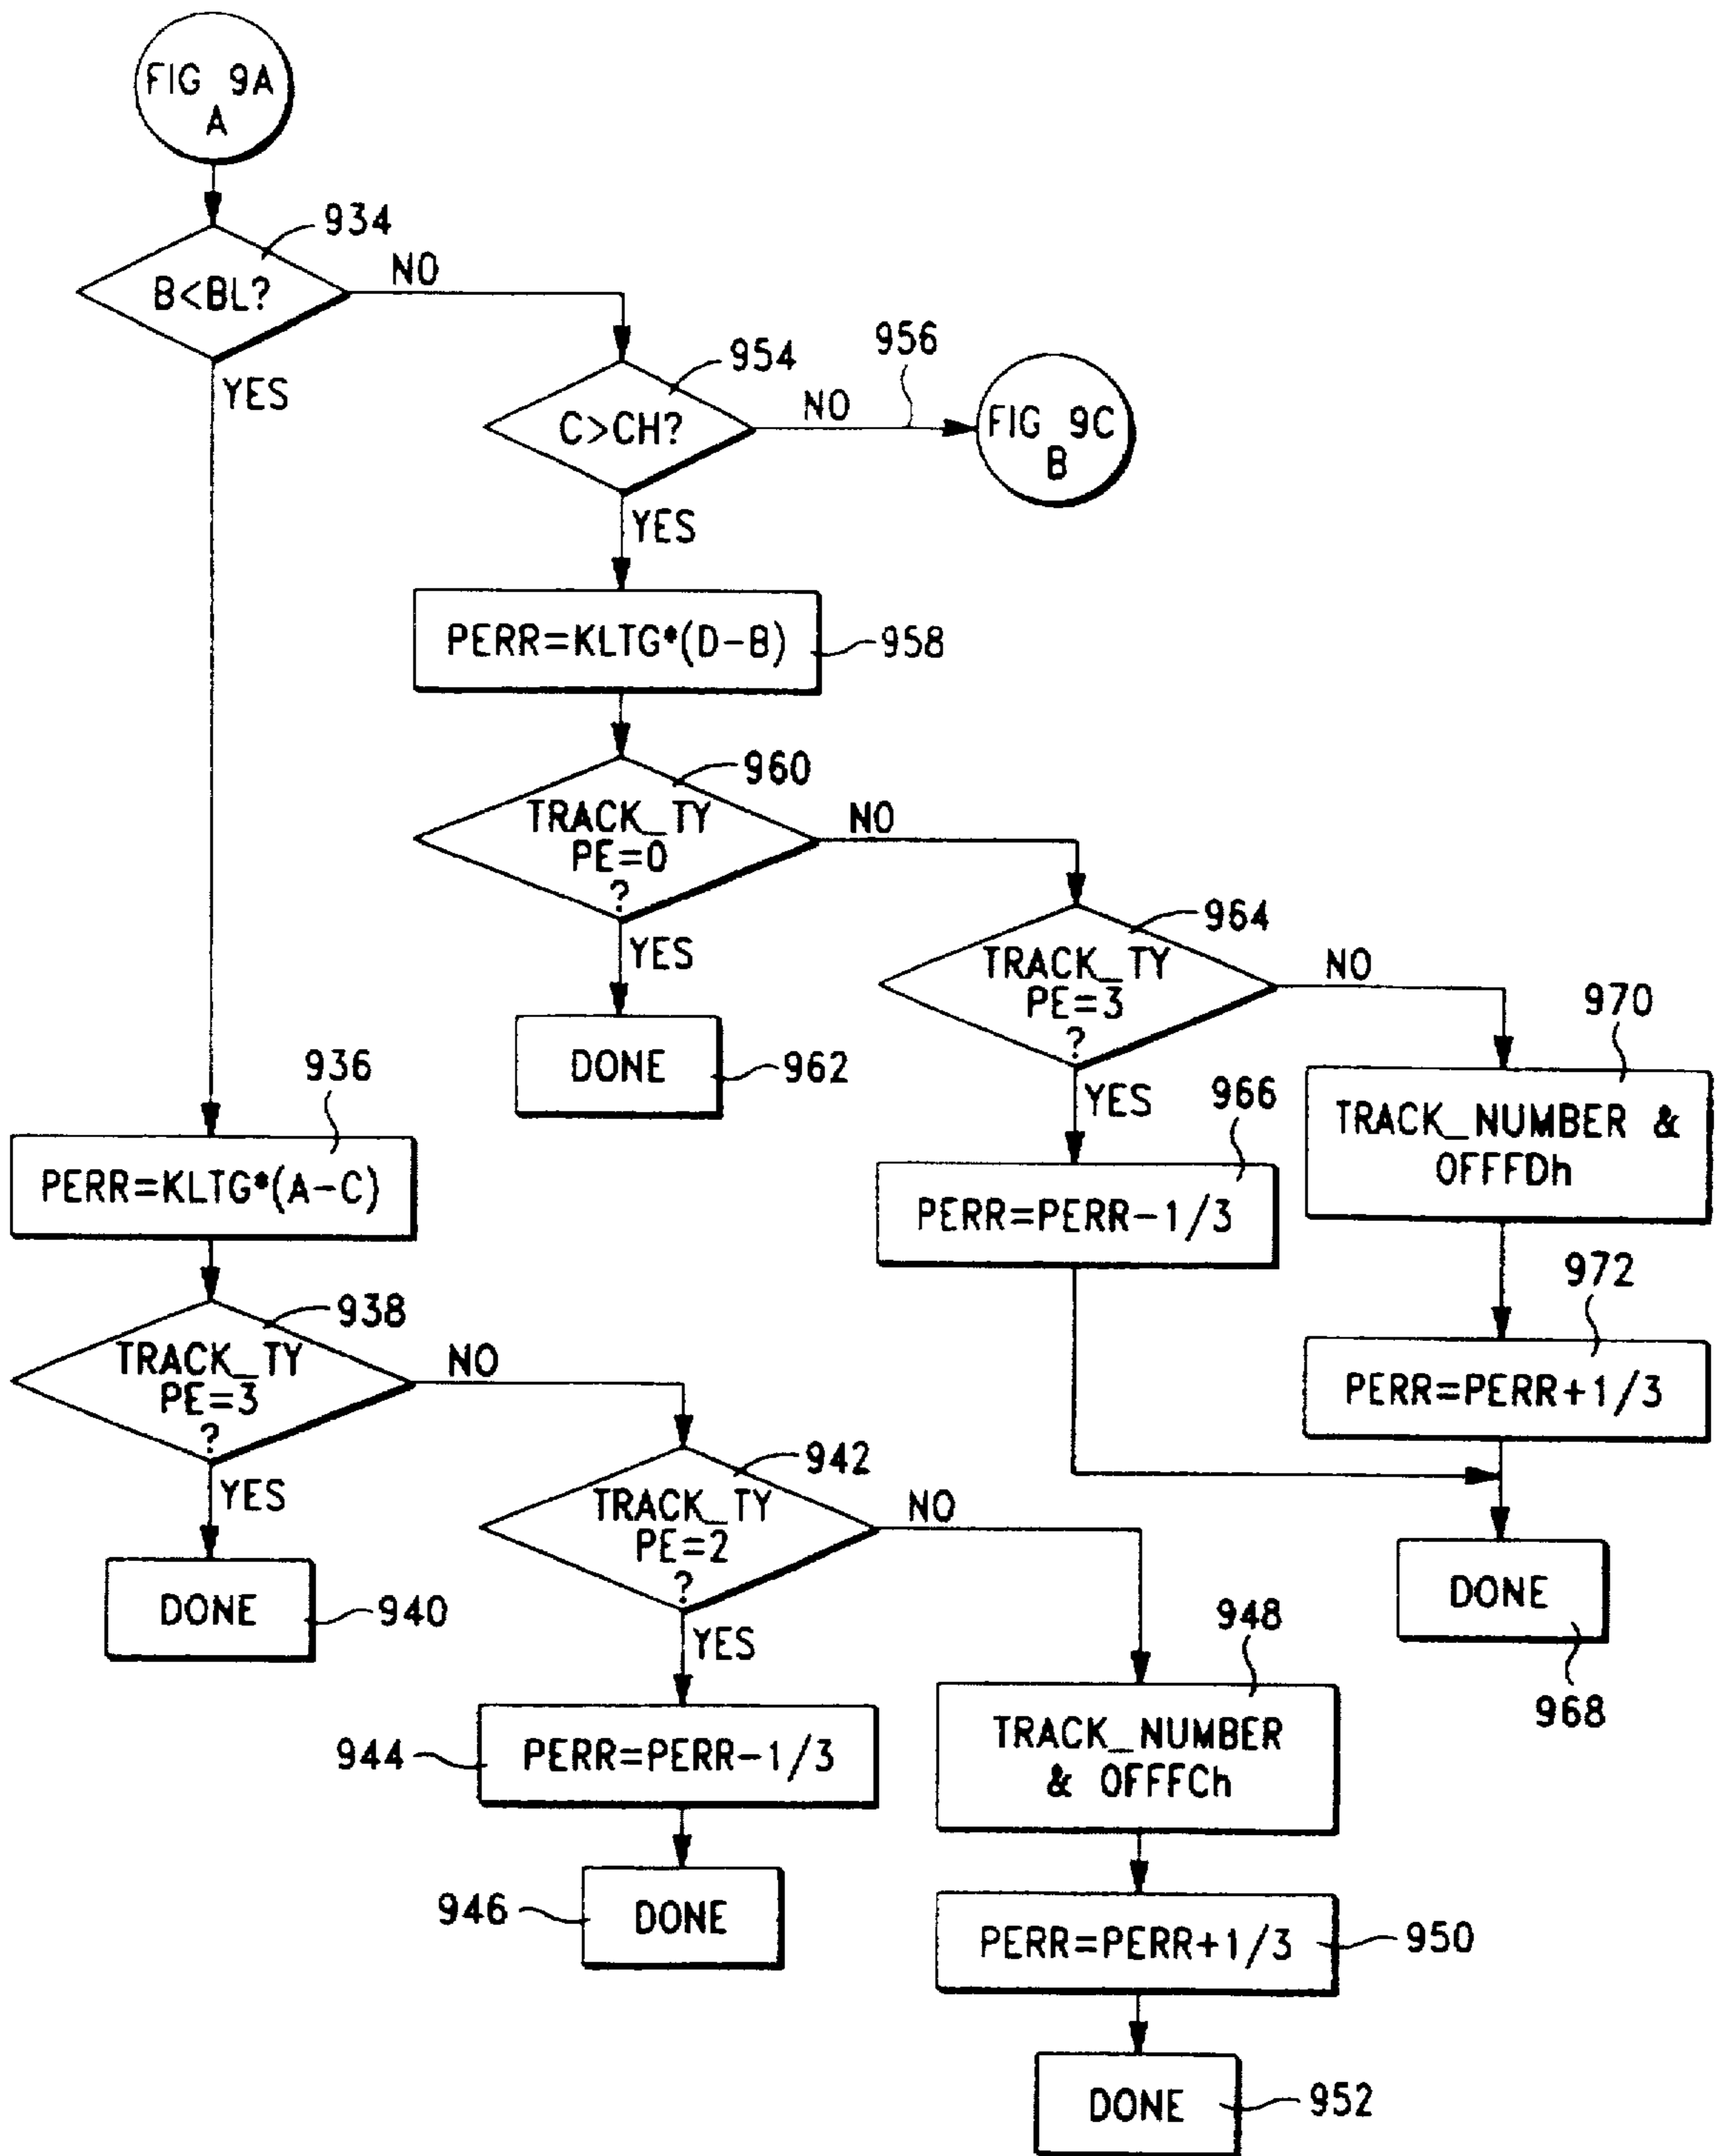 FIG 9A
A
934
B<BL?
NO
YES
954
C>CH?
NO
956
FIG 9C
B
YES
PERR=KLTG*(D-B)
958
960
TRACK_TY
PE=0
?
NO
YES
DONE
962
964
TRACK_TY
PE=3
?
NO
YES
966
PERR=PERR-1/3
970
TRACK_NUMBER &
0FFFDh
972
PERR=PERR+1/3
DONE
968
936
PERR=KLTG*(A-C)
938
TRACK_TY
PE=3
?
NO
YES
DONE
940
942
TRACK_TY
PE=2
?
NO
YES
944
PERR=PERR-1/3
946
DONE
948
TRACK_NUMBER
& 0FFFCh
PERR=PERR+1/3
950
DONE
952